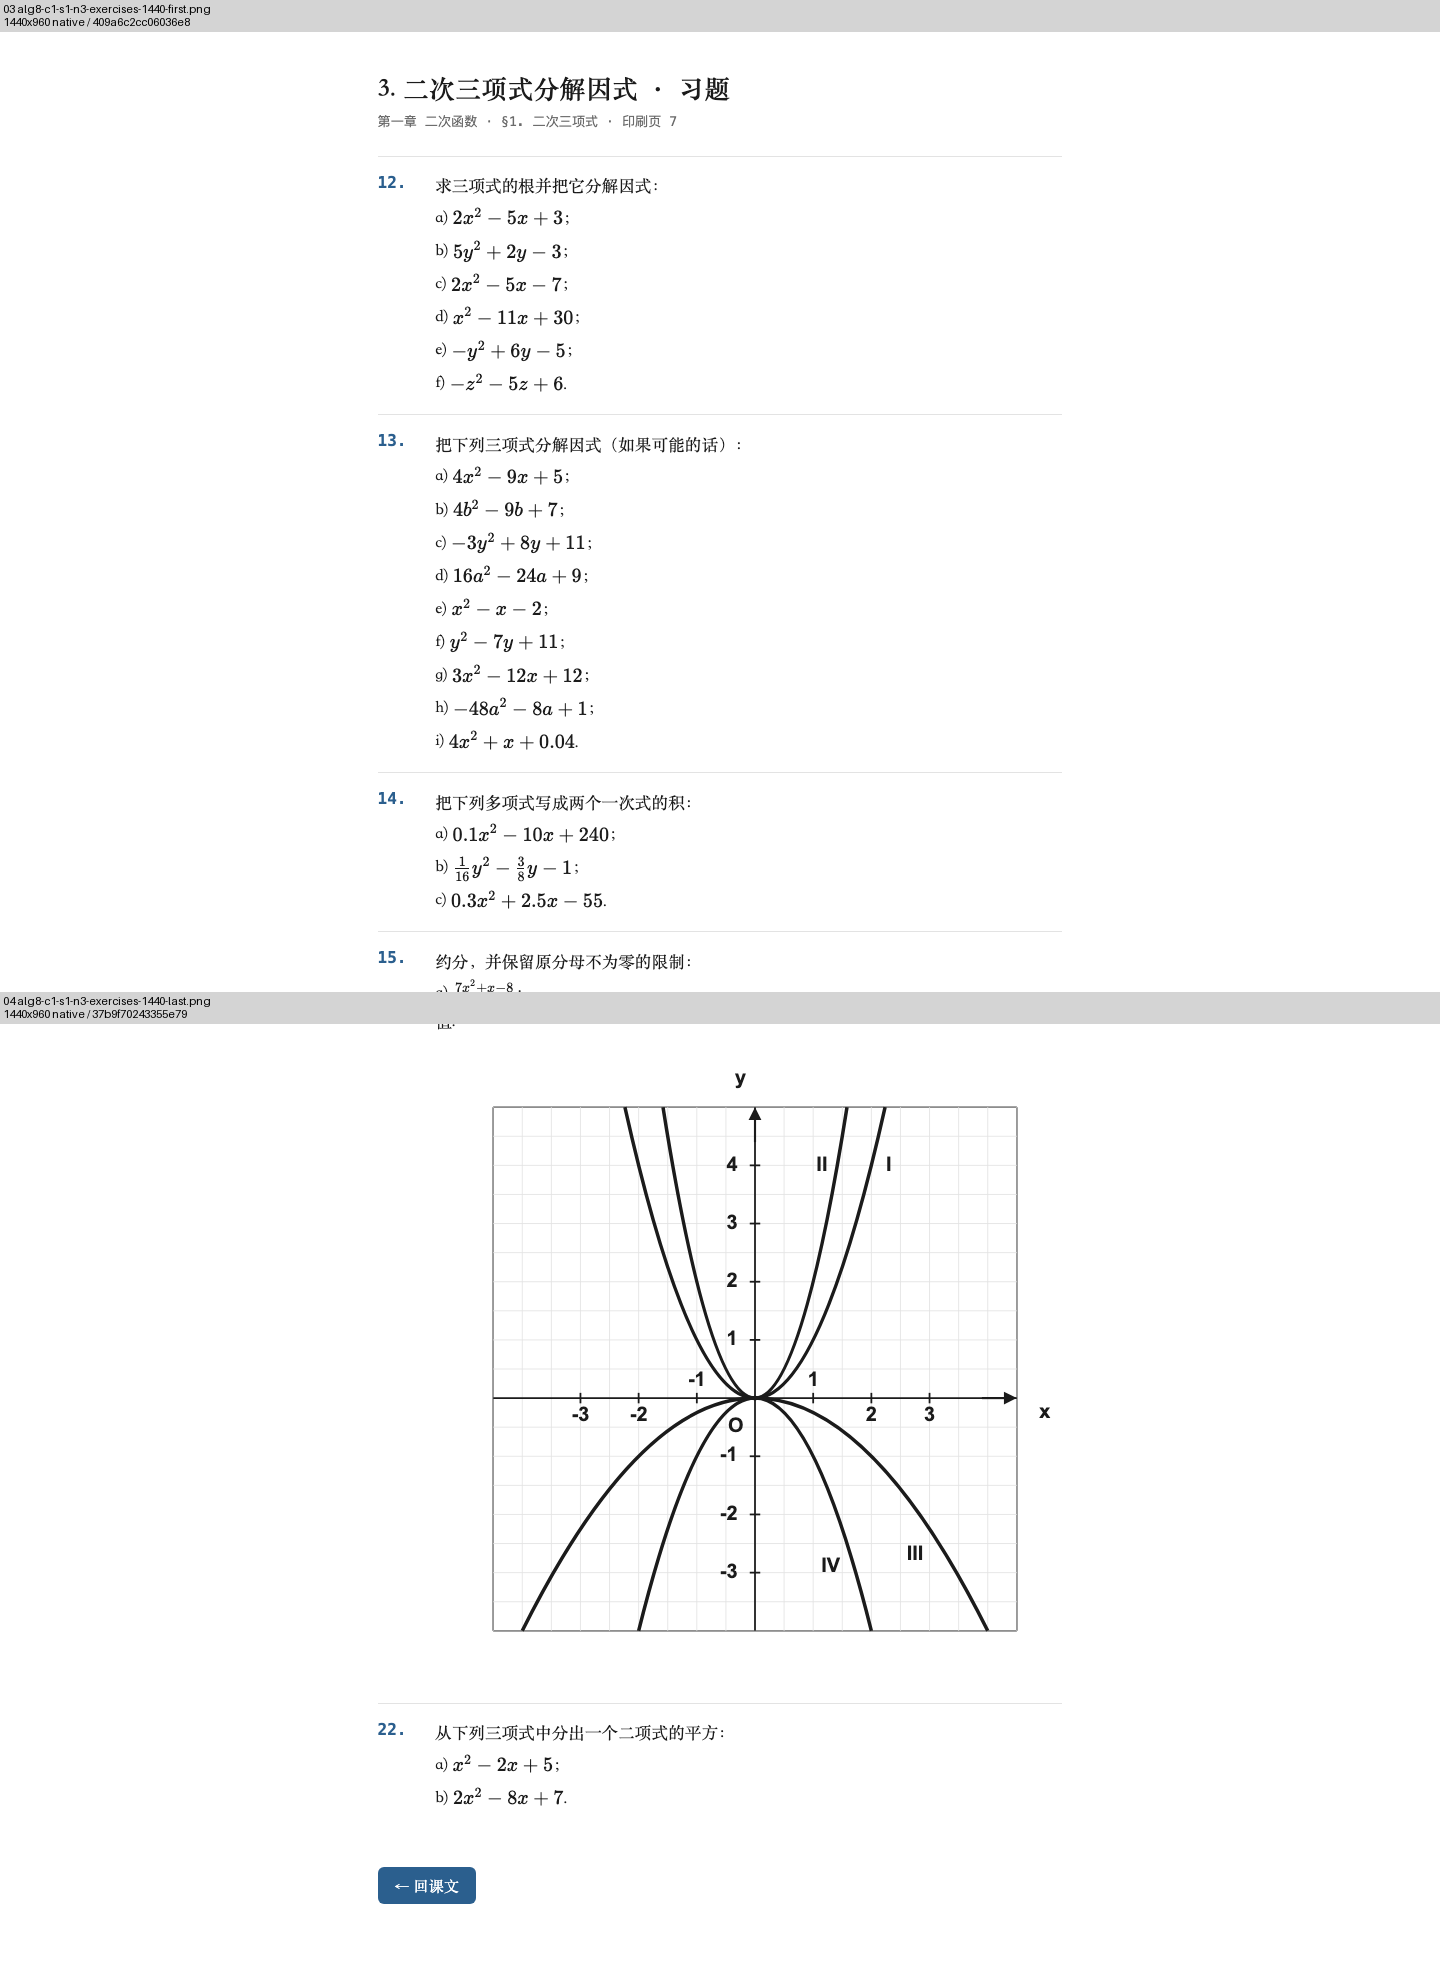 03 alg8-c1-s1-n3-exercises-1440-first.png
1440x960 native / 409a6c2cc06036e8
3. 二次三项式分解因式 · 习题
第一章 二次函数 · §1. 二次三项式 · 印刷页 7
12. 求三项式的根并把它分解因式：
a) 2x² − 5x + 3；
b) 5y² + 2y − 3；
c) 2x² − 5x − 7；
d) x² − 11x + 30；
e) −y² + 6y − 5；
f) −z² − 5z + 6.
13. 把下列三项式分解因式（如果可能的话）：
a) 4x² − 9x + 5；
b) 4b² − 9b + 7；
c) −3y² + 8y + 11；
d) 16a² − 24a + 9；
e) x² − x − 2；
f) y² − 7y + 11；
g) 3x² − 12x + 12；
h) −48a² − 8a + 1；
i) 4x² + x + 0.04.
14. 把下列多项式写成两个一次式的积：
a) 0.1x² − 10x + 240；
b) 1/16 y² − 3/8 y − 1；
c) 0.3x² + 2.5x − 55.
15. 约分，并保留原分母不为零的限制：
7x²+x−8
04 alg8-c1-s1-n3-exercises-1440-last.png
1440x960 native / 37b9f70243355e79
值.
y
4 II I
3
2
1
-1 1
-3 -2 2 3 x
O
-1
-2
III
IV
-3
22. 从下列三项式中分出一个二项式的平方：
a) x² − 2x + 5；
b) 2x² − 8x + 7.
← 回课文